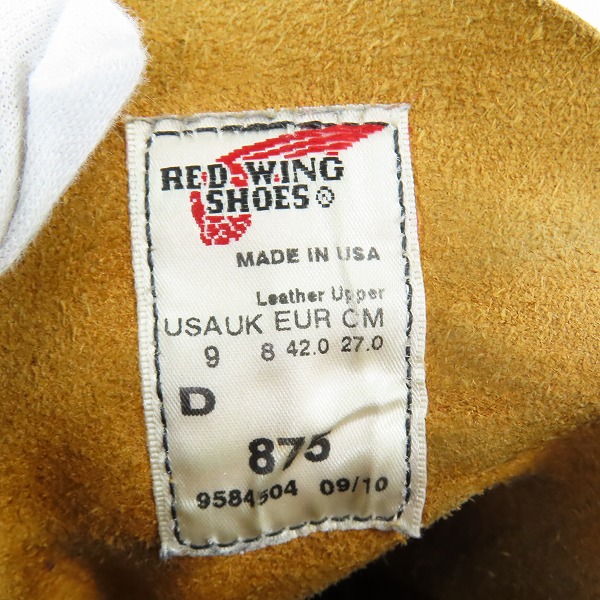 RED WING
SHOES®
MADE IN USA
Leather Upper
USA UK EUR CM
9 8 42.0 27.0
D
875
9584504 09/10